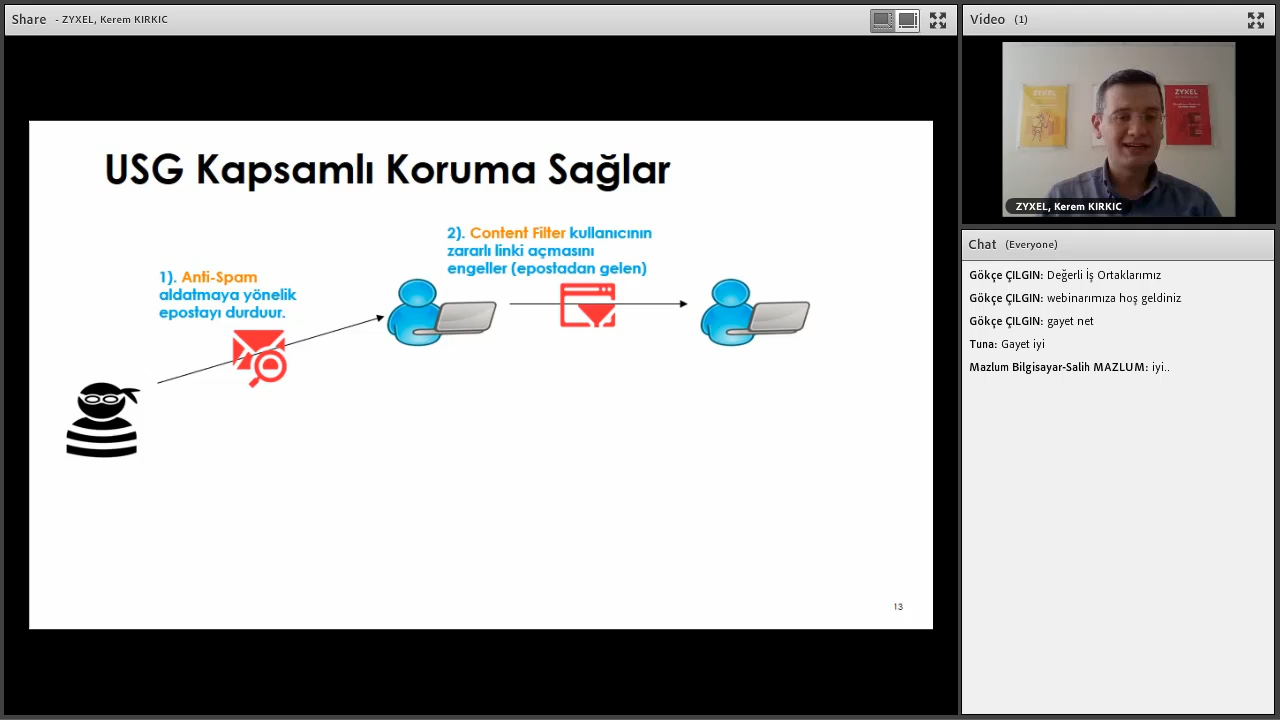 Share - ZYXEL, Kerem KIRKIC
USG Kapsamlı Koruma Sağlar
1). Anti-Spam
aldatmaya yönelik
epostayı durduur.
2). Content Filter kullanıcının
zararlı linki açmasını
engeller (epostadan gelen)
13
Video (1)
ZYXEL
ZYXEL
ZYXEL, Kerem KIRKIC
Chat (Everyone)
Gökçe ÇILGIN: Değerli İş Ortaklarımız
Gökçe ÇILGIN: webinarımıza hoş geldiniz
Gökçe ÇILGIN: gayet net
Tuna: Gayet iyi
Mazlum Bilgisayar-Salih MAZLUM: iyi..